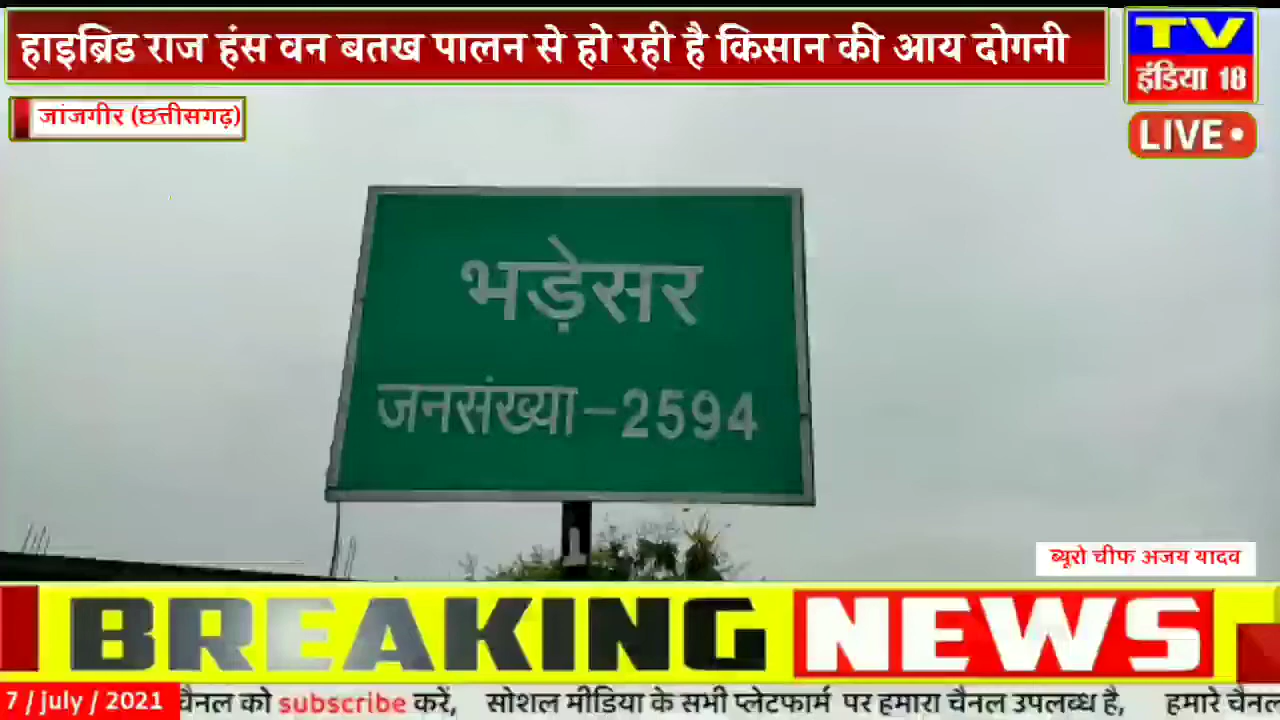 हाइब्रिड राज हंस वन बतख पालन से हो रही है किसान की आय दोगनी
TV
इंडिया 18
जांजगीर (छत्तीसगढ़)
LIVE
भड़ेसर
जनसंख्या-2594
ब्यूरो चीफ अजय यादव
BREAKING NEWS
7 / july / 2021 चैनल को subscribe करें, सोशल मीडिया के सभी प्लेटफार्म पर हमारा चैनल उपलब्ध है, हमारे चैनल